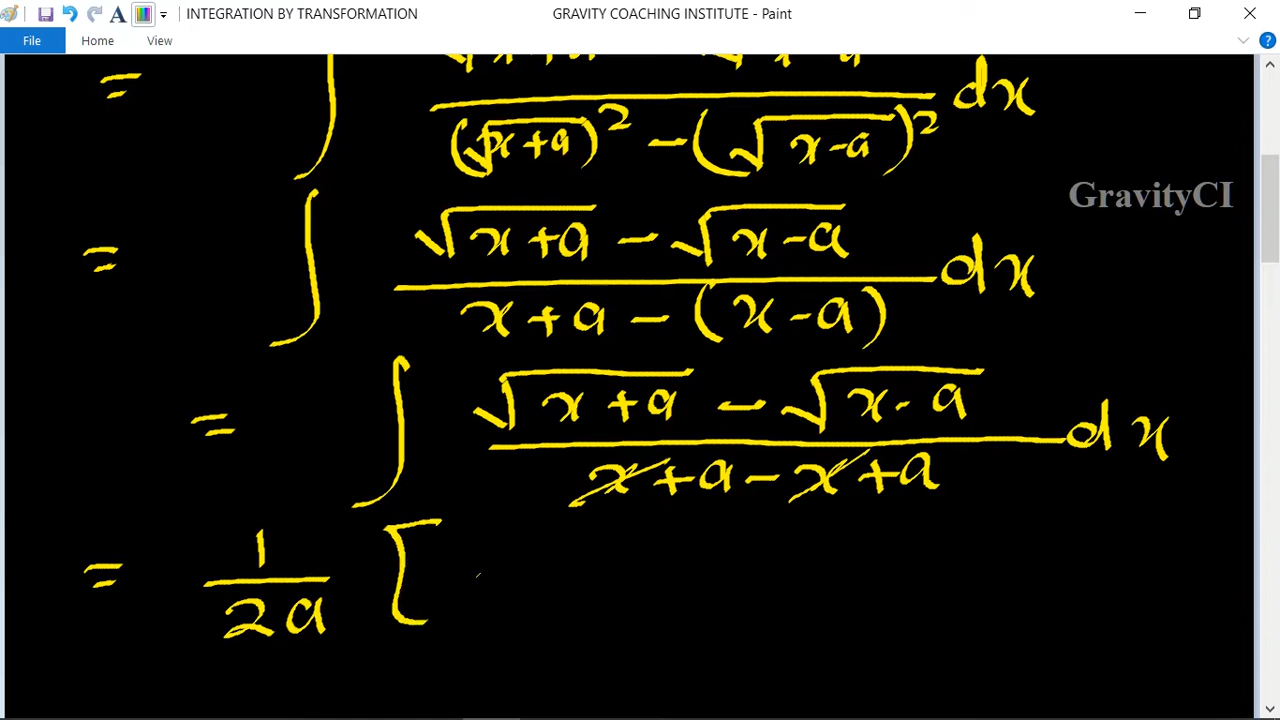 INTEGRATION BY TRANSFORMATION GRAVITY COACHING INSTITUTE - Paint
File Home View
= ∫ (√(x+a) - √(x-a)) / ((√(x+a))² - (√(x-a))²) dx
GravityCI
= ∫ (√(x+a) - √(x-a)) / (x+a-(x-a)) dx
= ∫ (√(x+a) - √(x-a)) / (x+a-x+a) dx
= 1/2a [